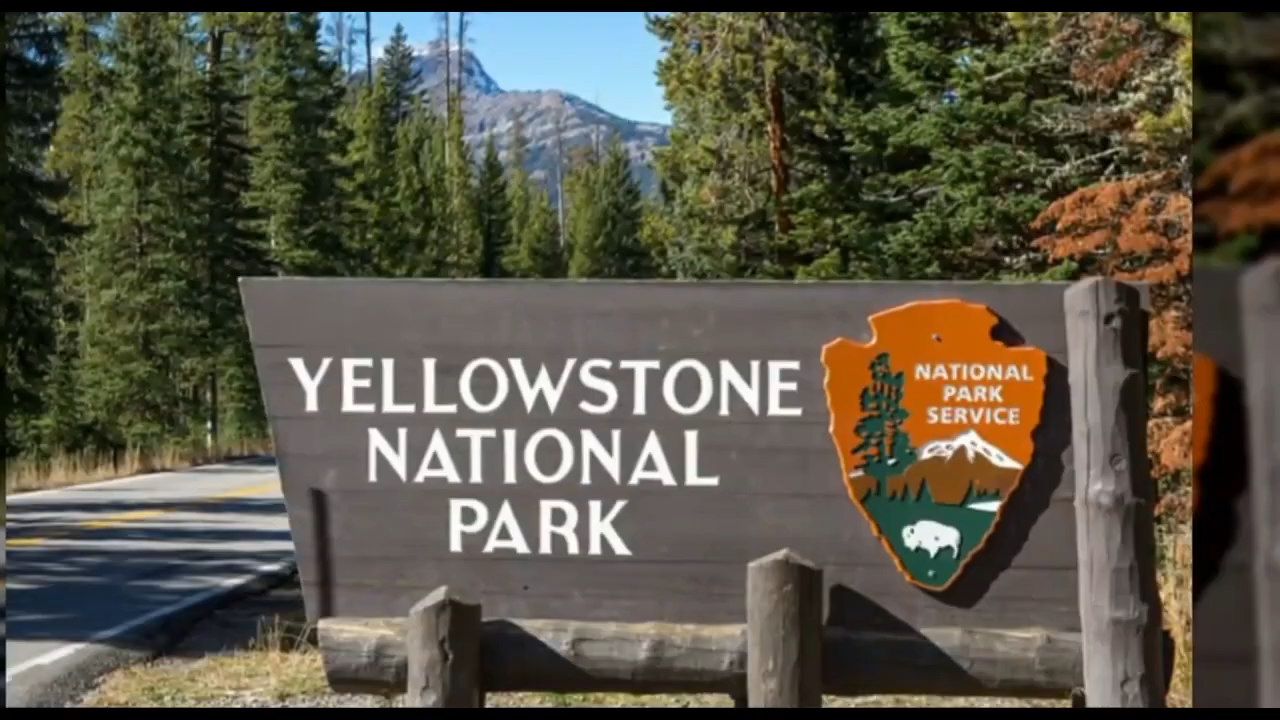 YELLOWSTONE
NATIONAL
PARK
NATIONAL
PARK
SERVICE